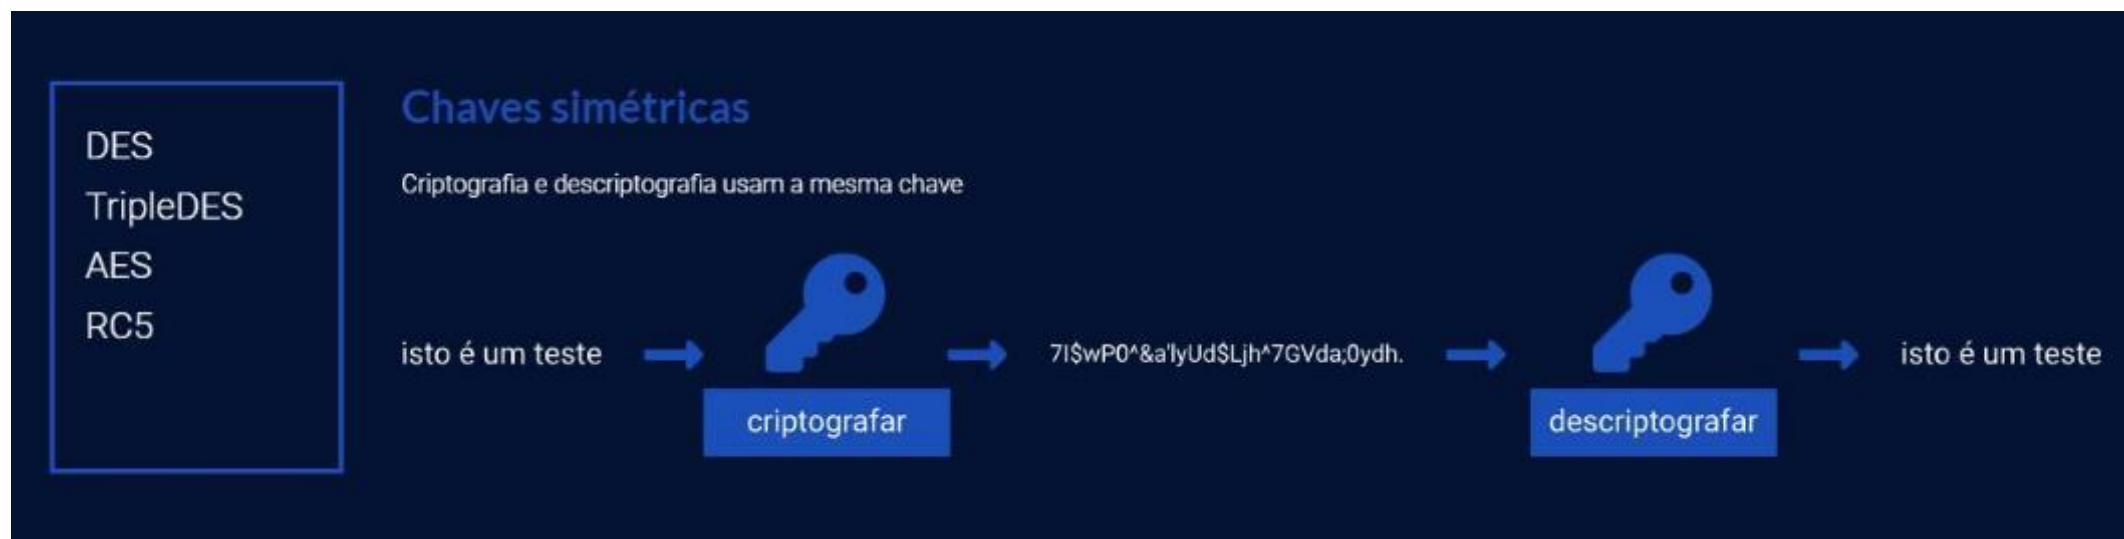 DES
TripleDES
AES
RC5
Chaves simétricas
Criptografia e descriptografia usam a mesma chave
isto é um teste
criptografar
7I$wP0^&a'lyUd$Ljh^7GVda;0ydh.
descriptografar
isto é um teste